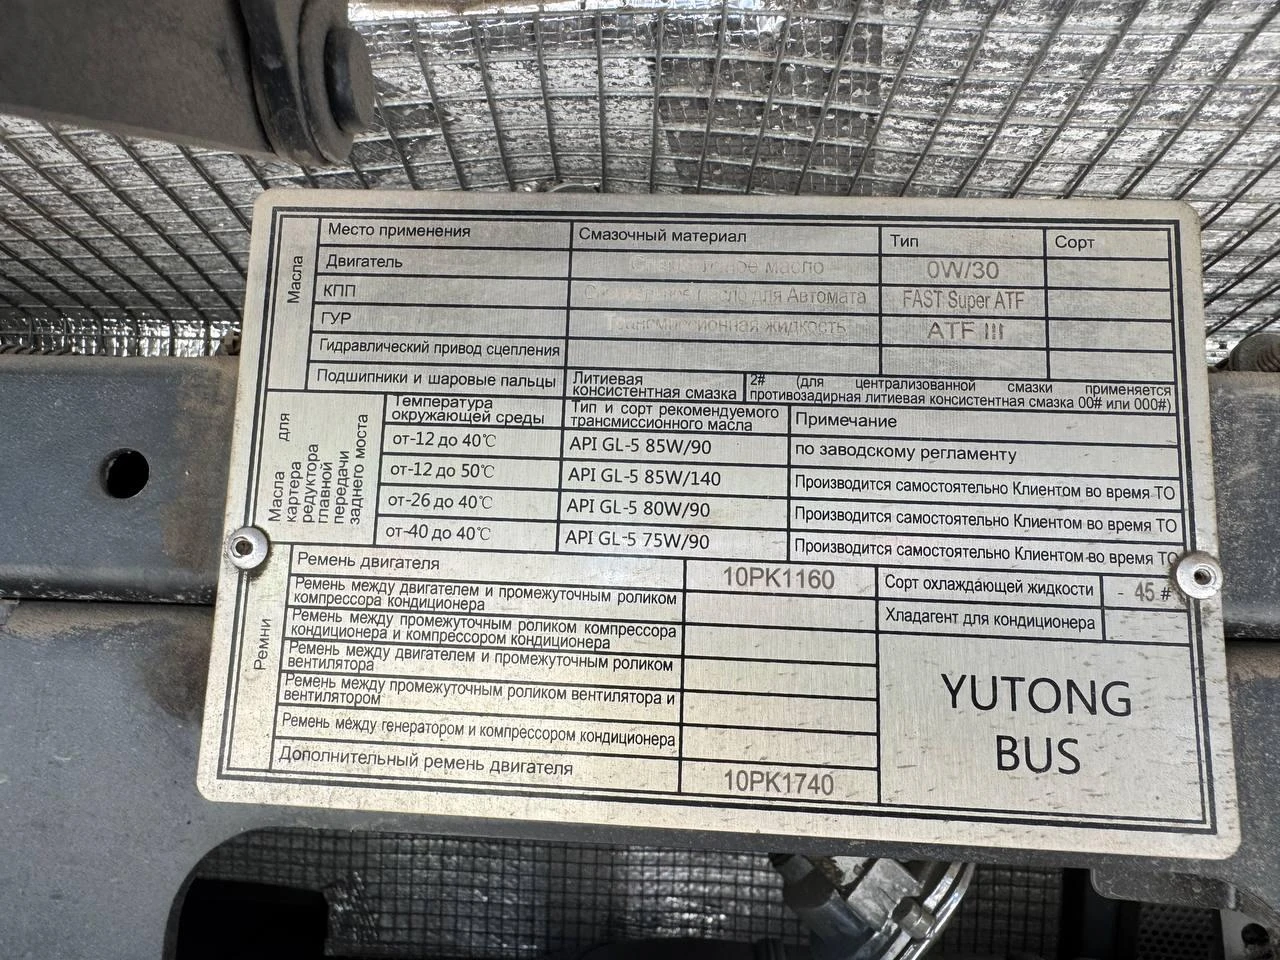 Масла
Место применения Смазочный материал Тип Сорт
Двигатель масло 0W/30
КПП масло для Автомата FAST Super ATF
ГУР Трансмиссионная жидкость ATF III
Гидравлический привод сцепления
Подшипники и шаровые пальцы Литиевая консистентная смазка 2# (для централизованной смазки применяется
противозадирная литиевая консистентная смазка 00# или 000#)
Масла для
картера
редуктора
главной
передачи
заднего моста
Температура окружающей среды Тип и сорт рекомендуемого трансмиссионного масла Примечание
от-12 до 40℃ API GL-5 85W/90 по заводскому регламенту
от-12 до 50℃ API GL-5 85W/140 Производится самостоятельно Клиентом во время ТО
от-26 до 40℃ API GL-5 80W/90 Производится самостоятельно Клиентом во время ТО
от-40 до 40℃ API GL-5 75W/90 Производится самостоятельно Клиентом во время ТО
Ремни
Ремень двигателя 10PK1160
Ремень между двигателем и промежуточным роликом
компрессора кондиционера
Ремень между промежуточным роликом компрессора
кондиционера и компрессором кондиционера
Ремень между двигателем и промежуточным роликом
вентилятора
Ремень между промежуточным роликом вентилятора и
вентилятором
Ремень между генератором и компрессором кондиционера
Дополнительный ремень двигателя 10PK1740
Сорт охлаждающей жидкости - 45 #
Хладагент для кондиционера
YUTONG
BUS